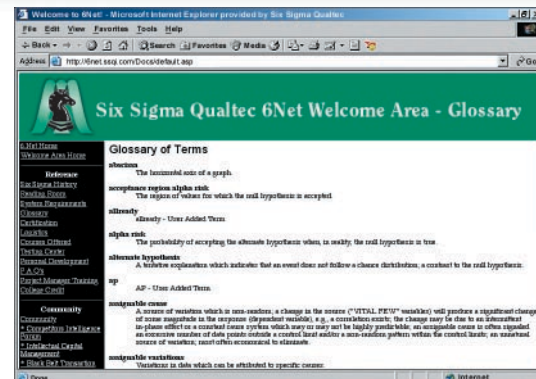 Welcome to 6Net! - Microsoft Internet Explorer provided by Six Sigma Qualtec
File Edit View Favorites Tools Help
Back Search Favorites Media
Address http://6net.ssqi.com/Docs/default.asp Go
Six Sigma Qualtec 6Net Welcome Area - Glossary
6 Net Home
Welcome Area Home
Reference
Six Sigma History
Reading Room
System Requirements
Glossary
Certification
Logistics
Courses Offered
Testing Center
Personal Development
F.A.Q's
Project Manager Training
College Credit
Community
Community
* Competitive Intelligence
Forum
* Intellectual Capital
Management
* Black Belt Transaction
Glossary of Terms
abscissa
The horizontal axis of a graph.
acceptance region alpha risk
The region of values for which the null hypothesis is accepted.
allready
allready - User Added Term
alpha risk
The probability of accepting the alternate hypothesis when, in reality, the null hypothesis is true.
alternate hypothesis
A tentative explanation which indicates that an event does not follow a chance distribution; a contrast to the null hypothesis.
ap
AP - User Added Term
assignable cause
A source of variation which is non-random; a change in the source ("VITAL FEW" variables) will produce a significant change
of some magnitude in the response (dependent variable), e.g., a correlation exists; the change may be due to an intermittent
in-phase effect or a constant cause system which may or may not be highly predictable; an assignable cause is often signaled
an excessive number of data points outside a control limit and/or a non-random pattern within the control limits; an unnatural
source of variation; most often economical to eliminate.
assignable variations
Variations in data which can be attributed to specific causes.
Done Internet